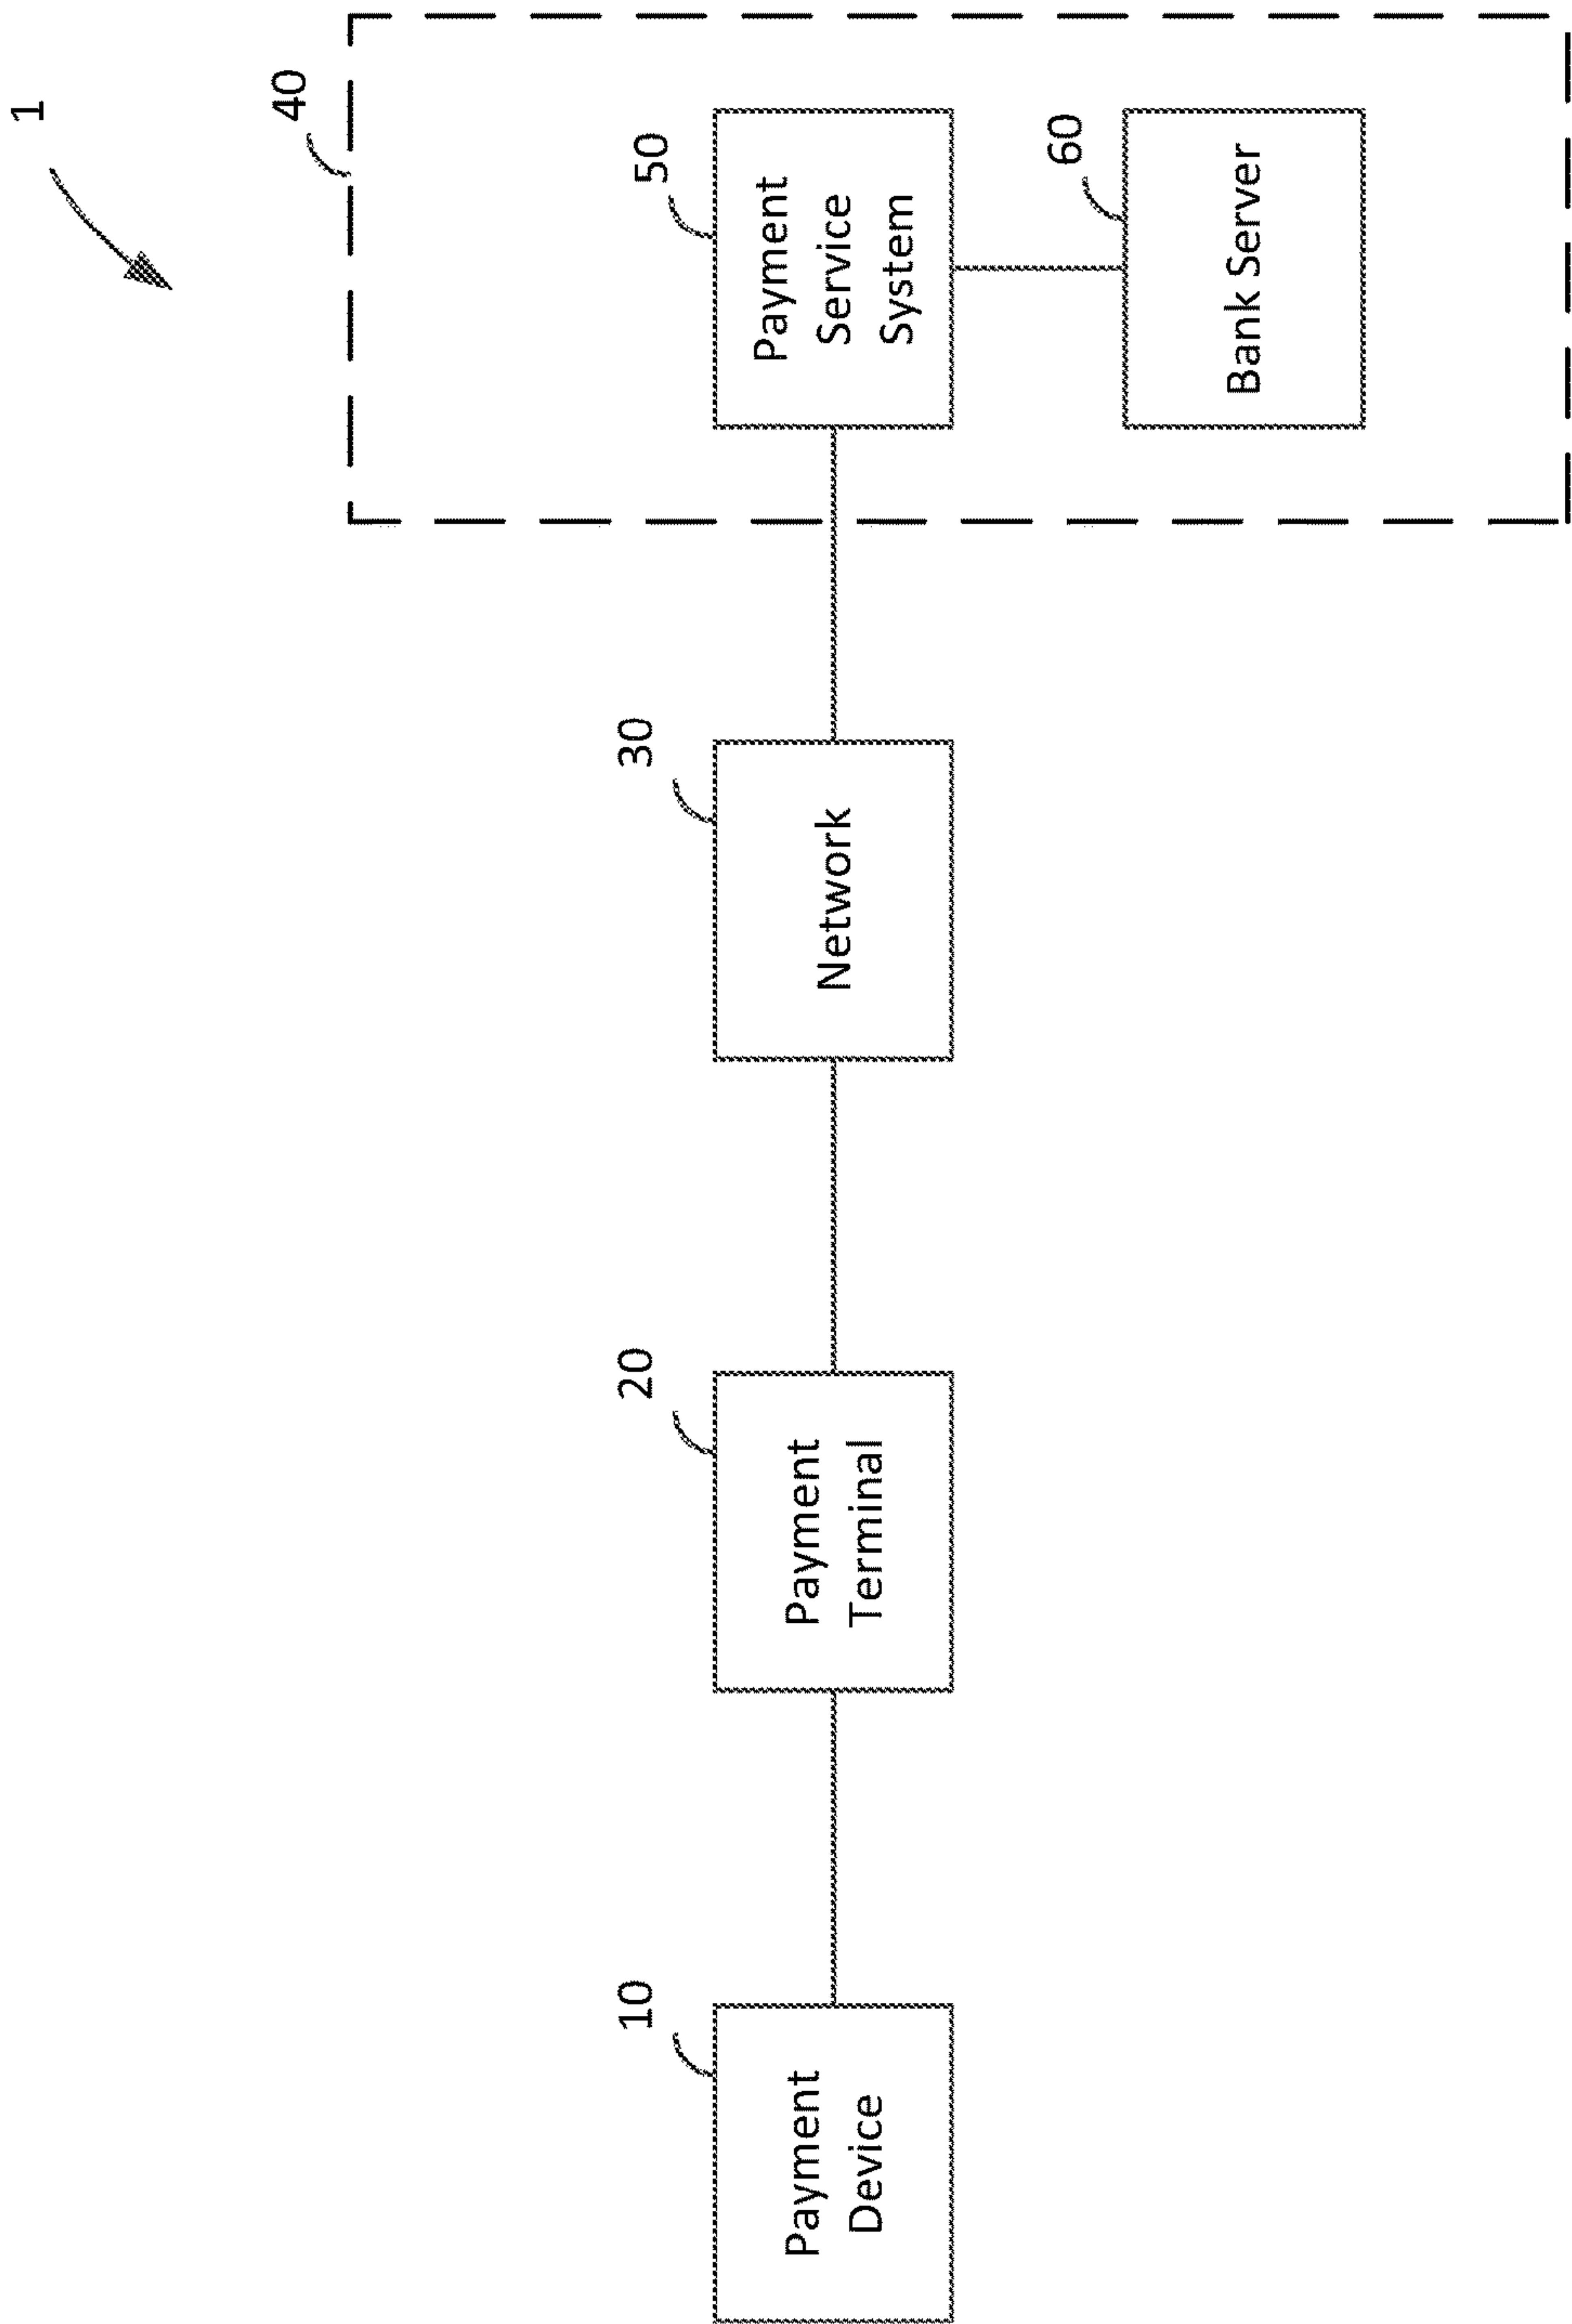 1
40
50
Payment
Service
System
60
Bank Server
30
Network
20
Payment
Terminal
10
Payment
Device